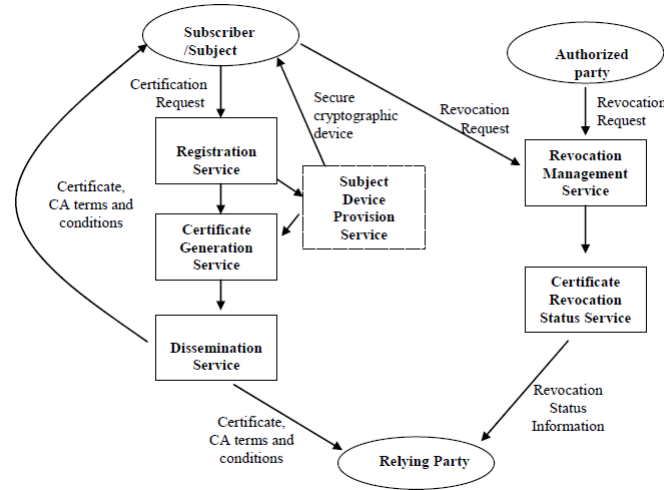 Subscriber
/Subject
Authorized
party
Certification
Request
Secure
cryptographic
device
Revocation
Request
Revocation
Request
Registration
Service
Revocation
Management
Service
Subject
Device
Provision
Service
Certificate,
CA terms and
conditions
Certificate
Generation
Service
Certificate
Revocation
Status Service
Dissemination
Service
Revocation
Status
Information
Certificate,
CA terms and
conditions
Relying Party